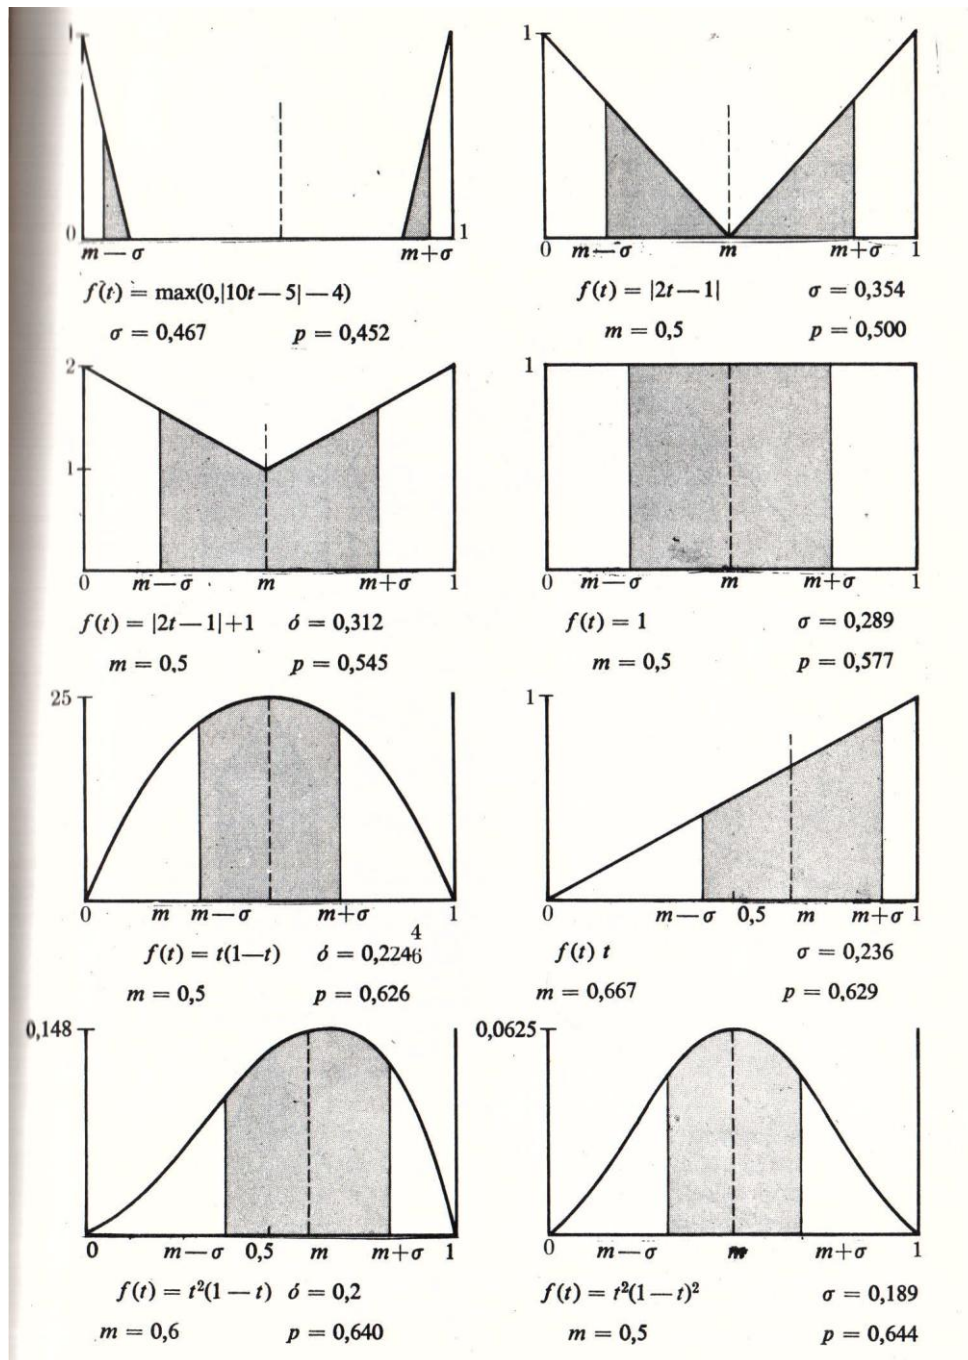 1 1
0 1 0 1
m — σ m+σ m—σ m m+σ
f(t) = max(0,|10t—5|—4) f(t) = |2t—1| σ = 0,354
σ = 0,467 p = 0,452 m = 0,5 p = 0,500
2 1
1
0 m—σ m m+σ 1 0 m—σ m m+σ 1
f(t) = |2t—1|+1 ó = 0,312 f(t) = 1 σ = 0,289
m = 0,5 p = 0,545 m = 0,5 p = 0,577
25 1
0 m m—σ m+σ 1 0 m—σ 0,5 m m+σ 1
4
f(t) = t(1—t) ó = 0,2246 f(t) t σ = 0,236
m = 0,5 p = 0,626 m = 0,667 p = 0,629
0,148 0,0625
0 m—σ 0,5 m m+σ 1 0 m—σ m m+σ 1
f(t) = t²(1 — t) ó = 0,2 f(t) = t²(1—t)² σ = 0,189
m = 0,6 p = 0,640 m = 0,5 p = 0,644